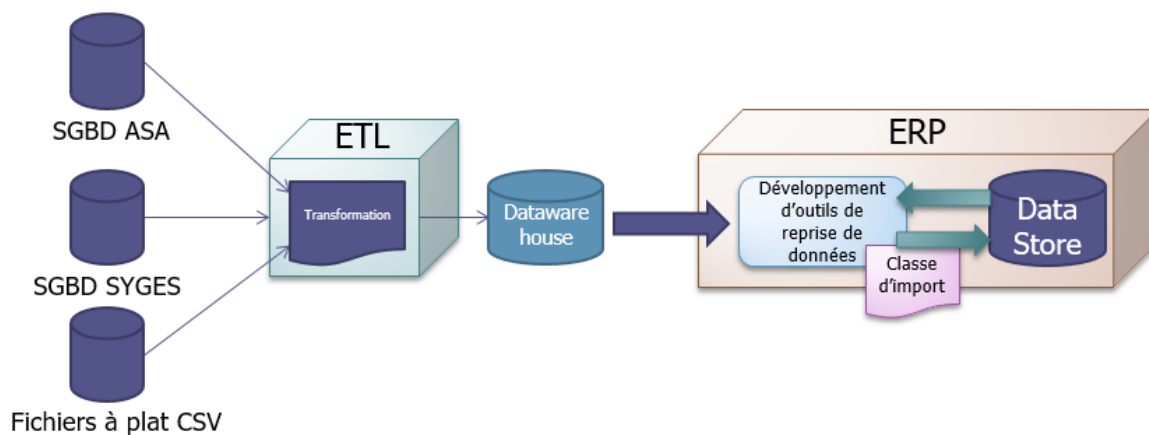 SGBD ASA
SGBD SYGES
Fichiers à plat CSV
ETL
Transformation
Dataware
house
ERP
Développement
d'outils de
reprise de
données
Classe
d'import
Data
Store